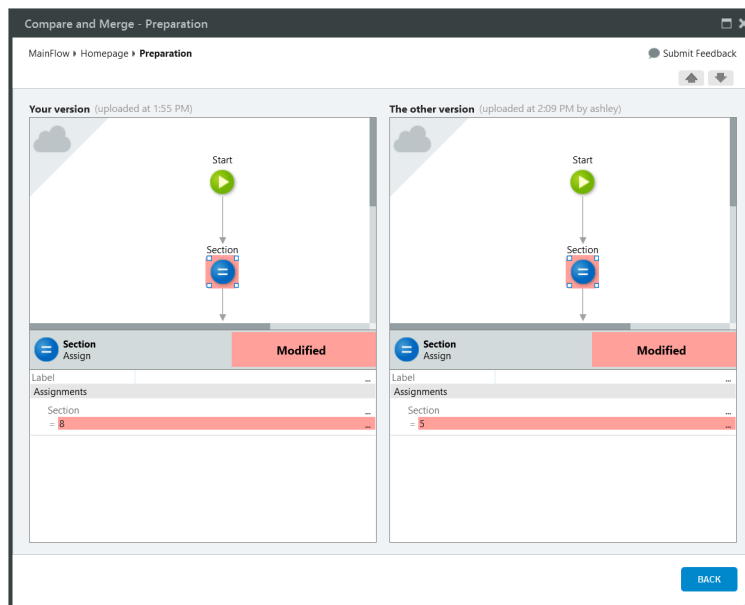 Compare and Merge - Preparation
MainFlow Homepage Preparation
Submit Feedback
Your version (uploaded at 1:55 PM)
Start
Section
Section
Assign
Modified
Label ...
Assignments
Section ...
= 8 ...
The other version (uploaded at 2:09 PM by ashley)
Start
Section
Section
Assign
Modified
Label ...
Assignments
Section ...
= 5 ...
BACK